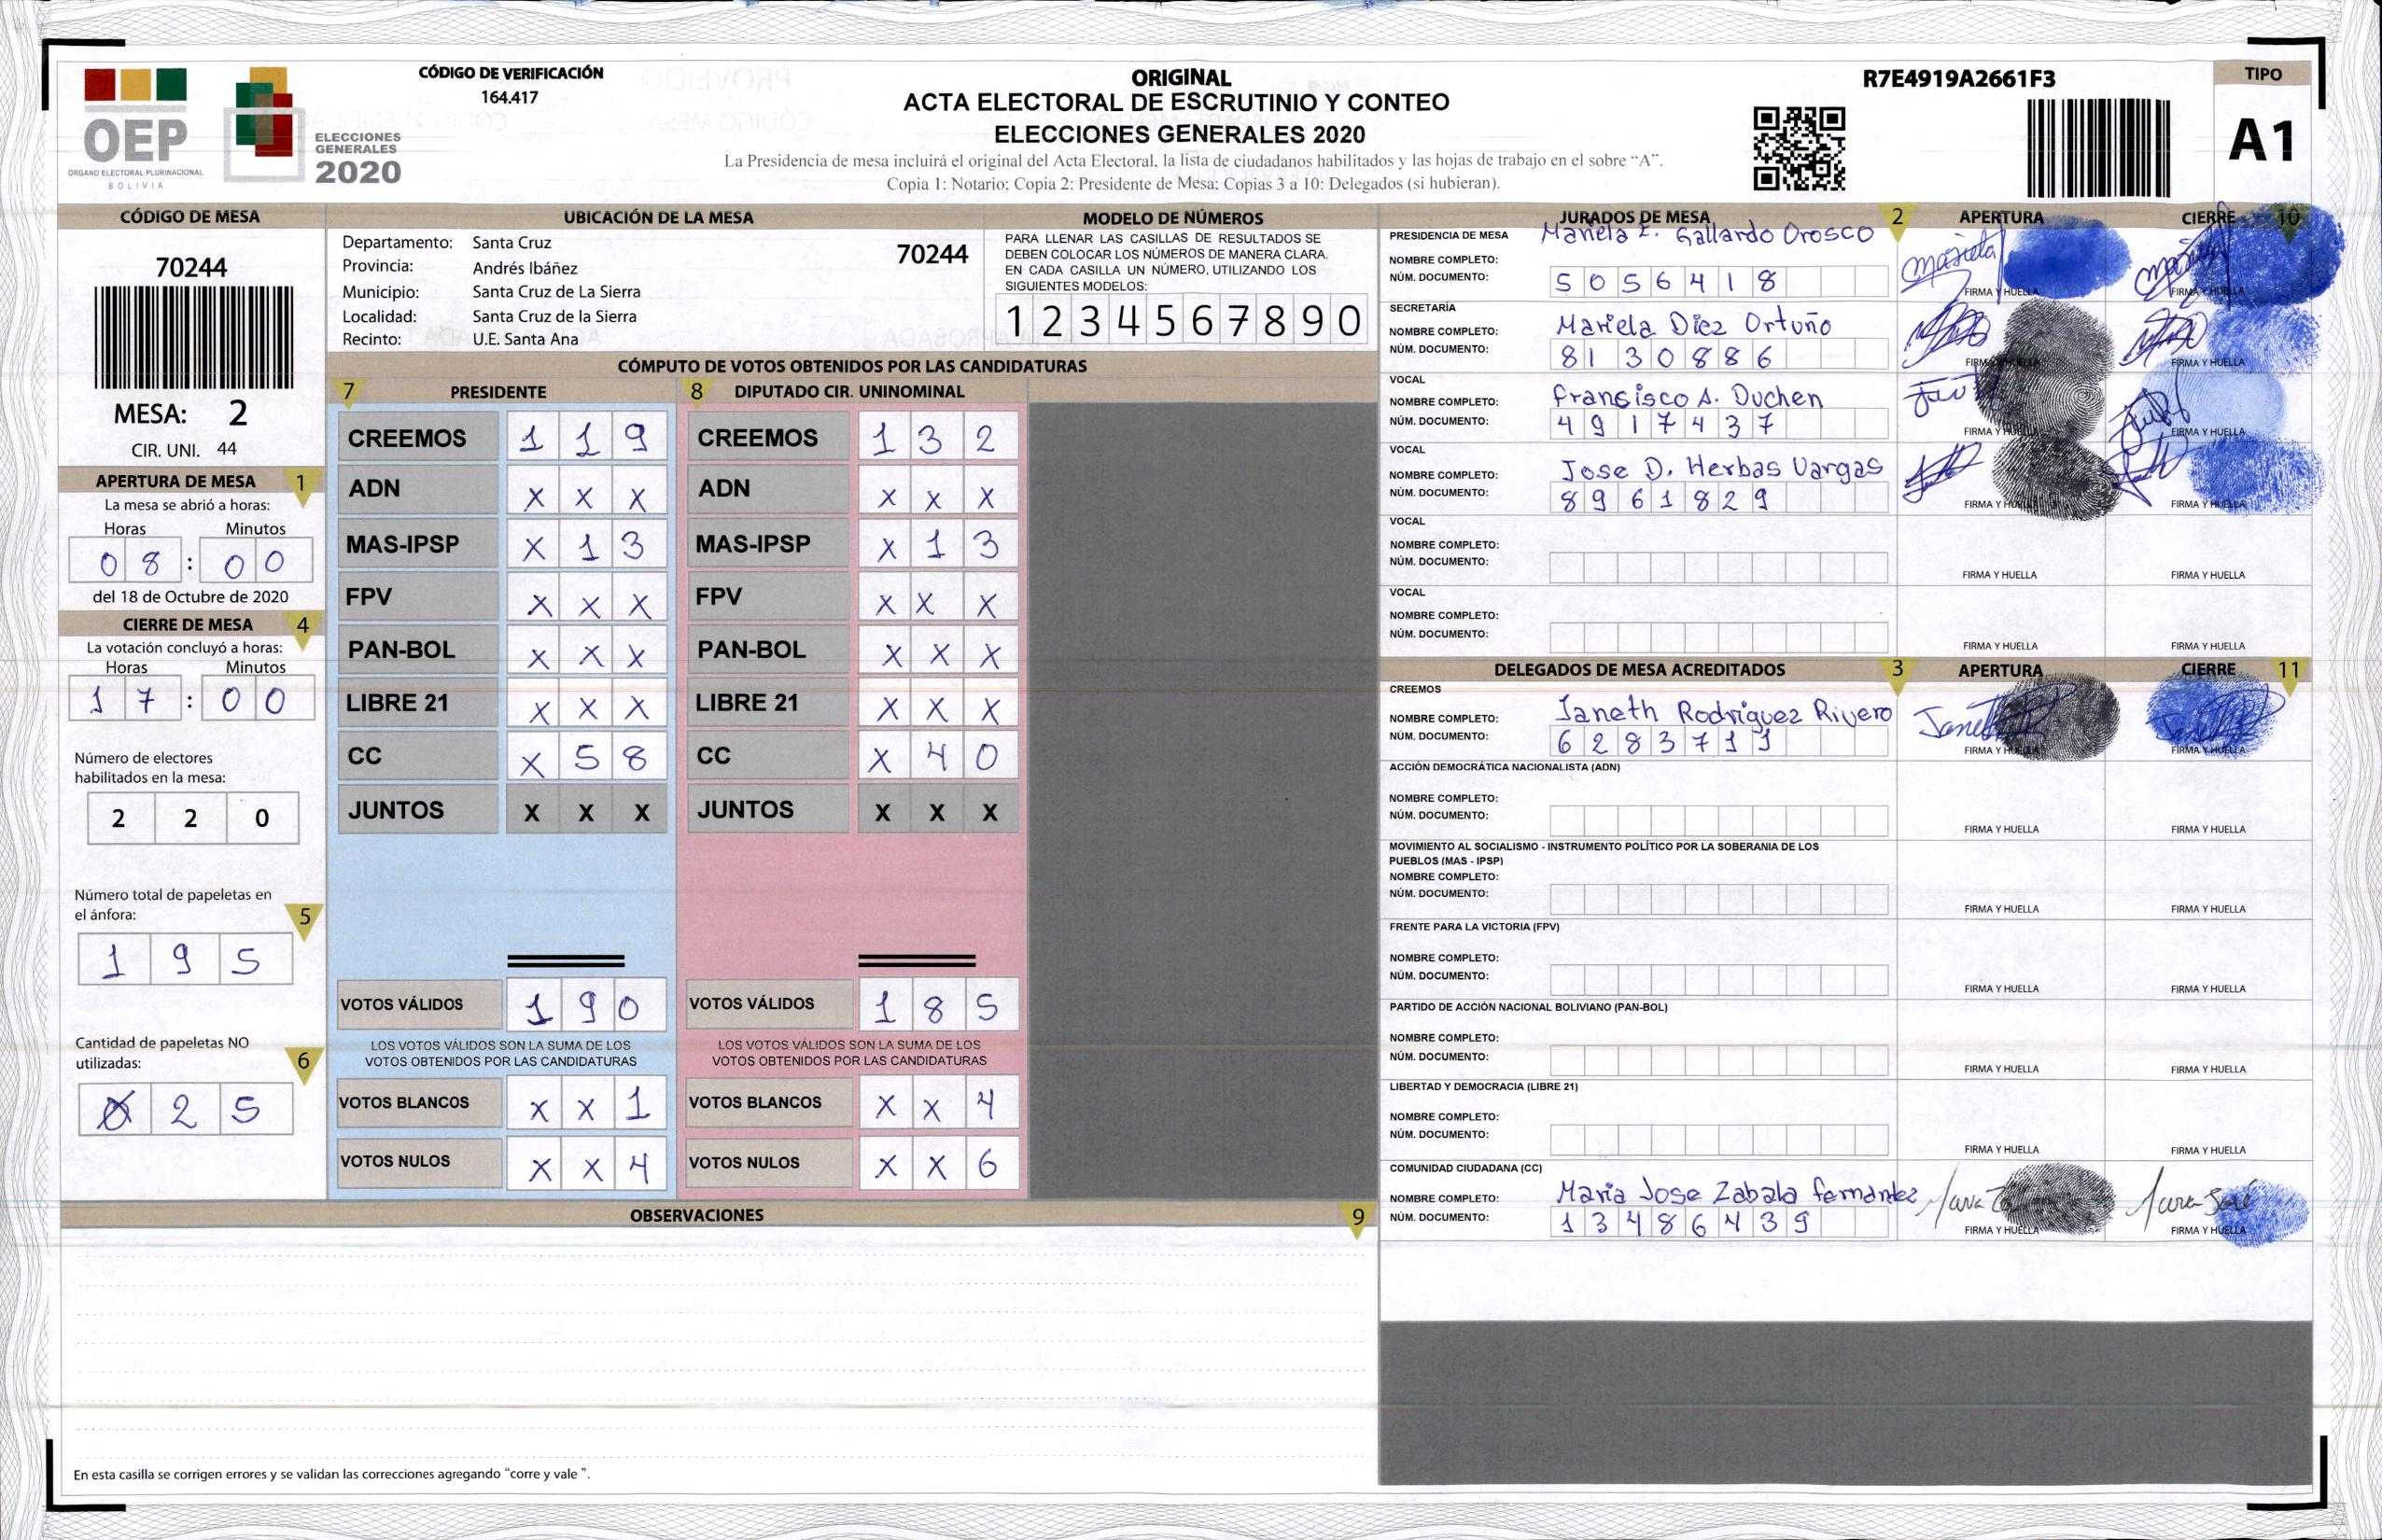 CÓDIGO DE VERIFICACIÓN
164.417
OEP
ÓRGANO ELECTORAL PLURINACIONAL
BOLIVIA
ELECCIONES
GENERALES
2020
ORIGINAL
ACTA ELECTORAL DE ESCRUTINIO Y CONTEO
ELECCIONES GENERALES 2020
La Presidencia de mesa incluirá el original del Acta Electoral, la lista de ciudadanos habilitados y las hojas de trabajo en el sobre “A”.
Copia 1: Notario; Copia 2: Presidente de Mesa; Copias 3 a 10: Delegados (si hubieran).
R7E4919A2661F3
TIPO
A1
CÓDIGO DE MESA
70244
MESA: 2
CIR. UNI. 44
APERTURA DE MESA 1
La mesa se abrió a horas:
Horas Minutos
0 8 : 0 0
del 18 de Octubre de 2020
CIERRE DE MESA 4
La votación concluyó a horas:
Horas Minutos
1 7 : 0 0
Número de electores
habilitados en la mesa:
2 2 0
Número total de papeletas en
el ánfora: 5
1 9 5
Cantidad de papeletas NO
utilizadas: 6
0 2 5
UBICACIÓN DE LA MESA
Departamento: Santa Cruz 70244
Provincia: Andrés Ibáñez
Municipio: Santa Cruz de La Sierra
Localidad: Santa Cruz de la Sierra
Recinto: U.E. Santa Ana
MODELO DE NÚMEROS
PARA LLENAR LAS CASILLAS DE RESULTADOS SE
DEBEN COLOCAR LOS NÚMEROS DE MANERA CLARA.
EN CADA CASILLA UN NÚMERO, UTILIZANDO LOS
SIGUIENTES MODELOS:
1 2 3 4 5 6 7 8 9 0
CÓMPUTO DE VOTOS OBTENIDOS POR LAS CANDIDATURAS
7 PRESIDENTE
CREEMOS 1 1 9
ADN X X X
MAS-IPSP X 1 3
FPV X X X
PAN-BOL X X X
LIBRE 21 X X X
CC X 5 8
JUNTOS X X X
VOTOS VÁLIDOS 1 9 0
LOS VOTOS VÁLIDOS SON LA SUMA DE LOS
VOTOS OBTENIDOS POR LAS CANDIDATURAS
VOTOS BLANCOS X X 1
VOTOS NULOS X X 4
8 DIPUTADO CIR. UNINOMINAL
CREEMOS 1 3 2
ADN X X X
MAS-IPSP X 1 3
FPV X X X
PAN-BOL X X X
LIBRE 21 X X X
CC X 4 0
JUNTOS X X X
VOTOS VÁLIDOS 1 8 5
LOS VOTOS VÁLIDOS SON LA SUMA DE LOS
VOTOS OBTENIDOS POR LAS CANDIDATURAS
VOTOS BLANCOS X X 4
VOTOS NULOS X X 6
OBSERVACIONES 9
En esta casilla se corrigen errores y se validan las correcciones agregando “corre y vale ”.
JURADOS DE MESA 2 APERTURA CIERRE 10
PRESIDENCIA DE MESA Mariela E. Gallardo Orosco
NOMBRE COMPLETO:
NÚM. DOCUMENTO: 5 0 5 6 4 1 8
FIRMA Y HUELLA FIRMA Y HUELLA
SECRETARÍA
NOMBRE COMPLETO: Mariela Diez Ortuño
NÚM. DOCUMENTO: 8 1 3 0 8 8 6
FIRMA Y HUELLA FIRMA Y HUELLA
VOCAL
NOMBRE COMPLETO: Fransisco A. Duchen
NÚM. DOCUMENTO: 4 9 1 7 4 3 7
FIRMA Y HUELLA FIRMA Y HUELLA
VOCAL
NOMBRE COMPLETO: Jose D. Herbas Vargas
NÚM. DOCUMENTO: 8 9 6 1 8 2 9
FIRMA Y HUELLA FIRMA Y HUELLA
VOCAL
NOMBRE COMPLETO:
NÚM. DOCUMENTO:
FIRMA Y HUELLA FIRMA Y HUELLA
VOCAL
NOMBRE COMPLETO:
NÚM. DOCUMENTO:
FIRMA Y HUELLA FIRMA Y HUELLA
DELEGADOS DE MESA ACREDITADOS 3 APERTURA CIERRE 11
CREEMOS
NOMBRE COMPLETO: Janeth Rodriguez Rivero
NÚM. DOCUMENTO: 6 2 8 3 7 1 1
FIRMA Y HUELLA FIRMA Y HUELLA
ACCIÓN DEMOCRÁTICA NACIONALISTA (ADN)
NOMBRE COMPLETO:
NÚM. DOCUMENTO:
FIRMA Y HUELLA FIRMA Y HUELLA
MOVIMIENTO AL SOCIALISMO - INSTRUMENTO POLÍTICO POR LA SOBERANIA DE LOS
PUEBLOS (MAS - IPSP)
NOMBRE COMPLETO:
NÚM. DOCUMENTO:
FIRMA Y HUELLA FIRMA Y HUELLA
FRENTE PARA LA VICTORIA (FPV)
NOMBRE COMPLETO:
NÚM. DOCUMENTO:
FIRMA Y HUELLA FIRMA Y HUELLA
PARTIDO DE ACCIÓN NACIONAL BOLIVIANO (PAN-BOL)
NOMBRE COMPLETO:
NÚM. DOCUMENTO:
FIRMA Y HUELLA FIRMA Y HUELLA
LIBERTAD Y DEMOCRACIA (LIBRE 21)
NOMBRE COMPLETO:
NÚM. DOCUMENTO:
FIRMA Y HUELLA FIRMA Y HUELLA
COMUNIDAD CIUDADANA (CC)
NOMBRE COMPLETO: Maria Jose Zabala fernandez
NÚM. DOCUMENTO: 1 3 4 8 6 4 3 9
FIRMA Y HUELLA FIRMA Y HUELLA